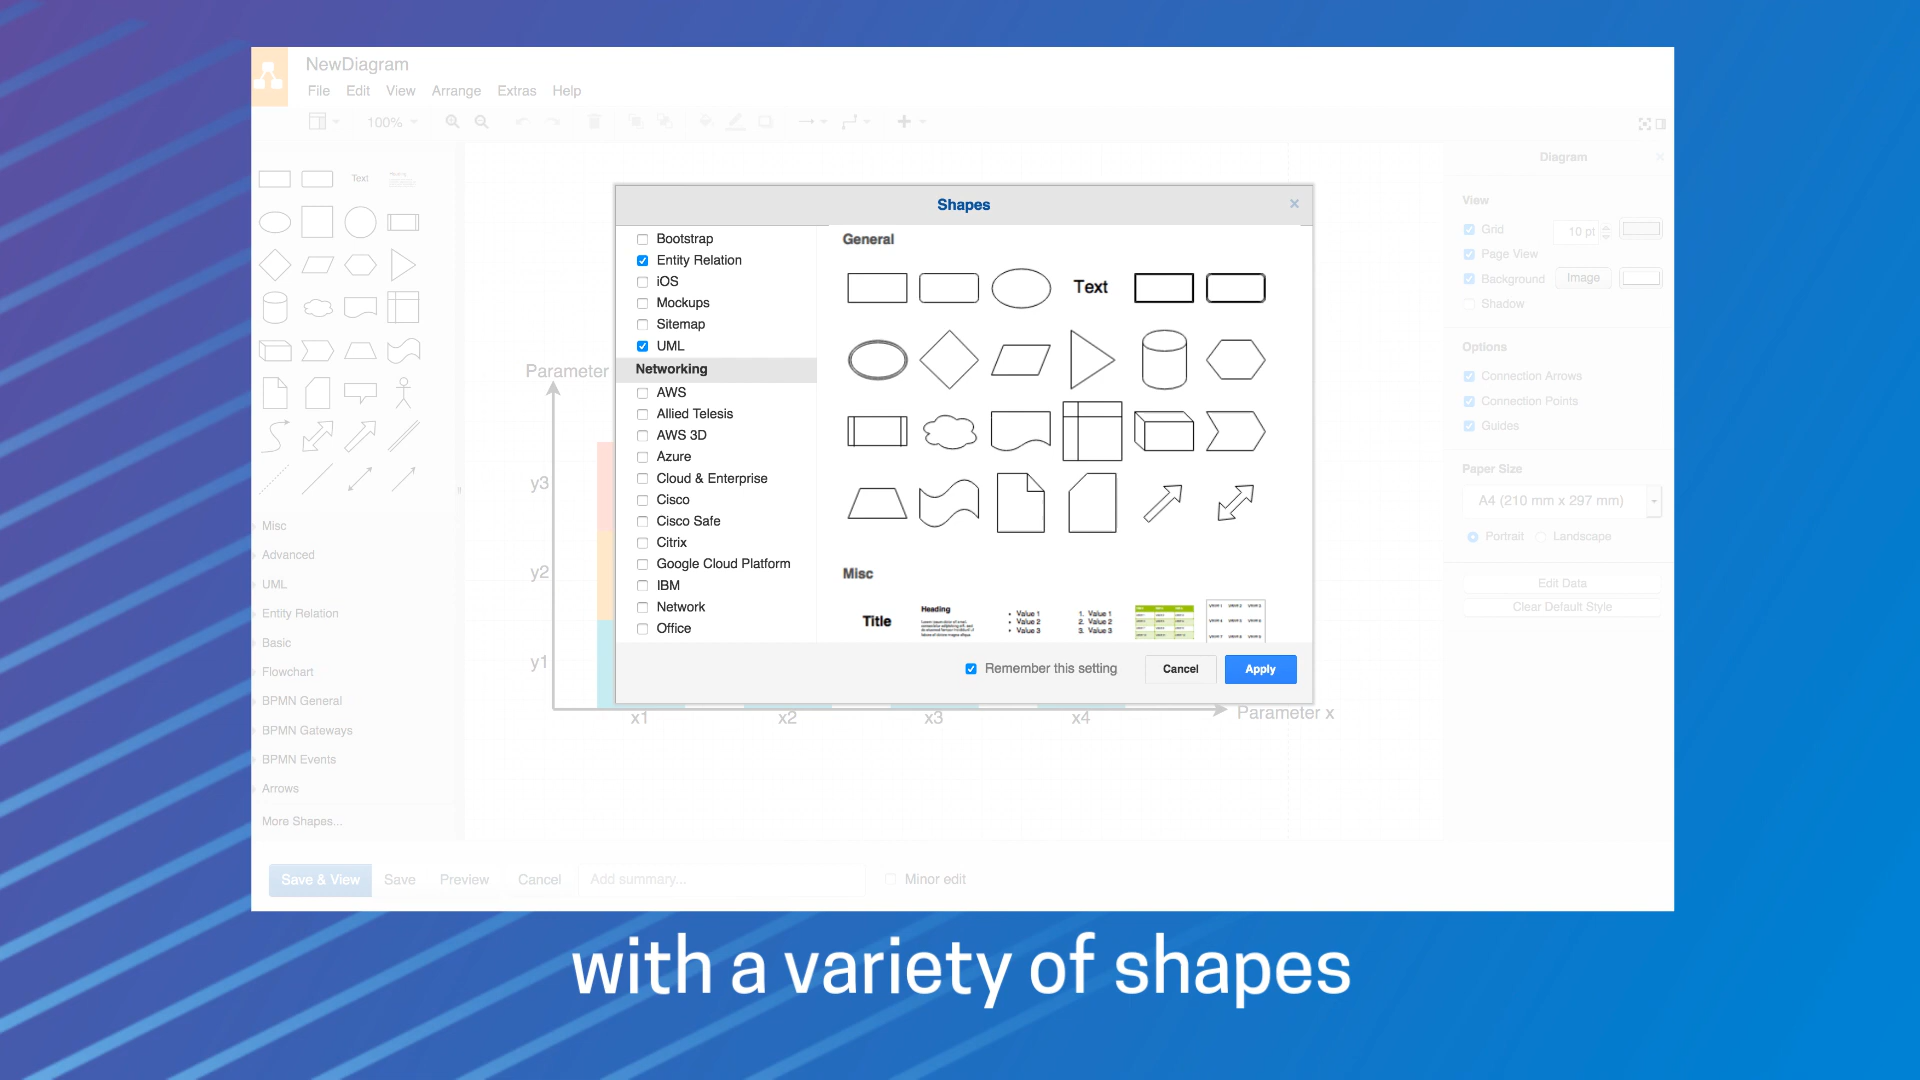 NewDiagram
File Edit View Arrange Extras Help
100%
Text
Misc
Advanced
UML
Entity Relation
Basic
Flowchart
BPMN General
BPMN Gateways
BPMN Events
Arrows
More Shapes...
Parameter
y3
y2
y1
x1 x2 x3 x4
Parameter x
Shapes
Bootstrap
Entity Relation
iOS
Mockups
Sitemap
UML
Networking
AWS
Allied Telesis
AWS 3D
Azure
Cloud & Enterprise
Cisco
Cisco Safe
Citrix
Google Cloud Platform
IBM
Network
Office
General
Text
Misc
Title
Heading
Value 1
Value 2
Value 3
1. Value 1
2. Value 2
3. Value 3
Remember this setting Cancel Apply
Diagram
View
Grid 10 pt
Page View
Background Image
Shadow
Options
Connection Arrows
Connection Points
Guides
Paper Size
A4 (210 mm x 297 mm)
Portrait Landscape
Edit Data
Clear Default Style
Save & View Save Preview Cancel Add summary... Minor edit
with a variety of shapes